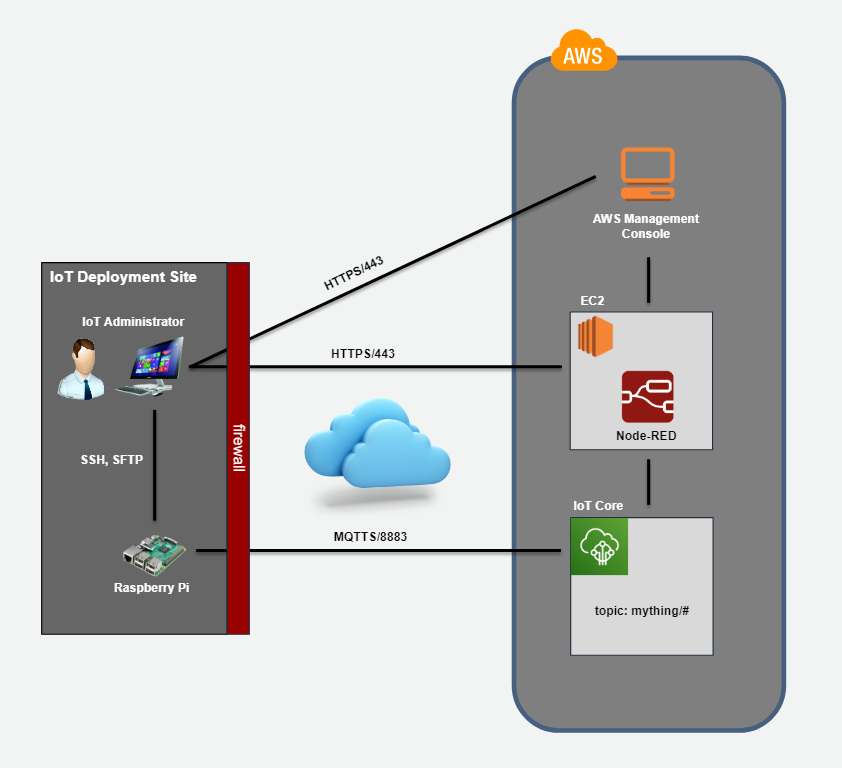 AWS
AWS Management
Console
HTTPS/443
IoT Deployment Site
IoT Administrator
EC2
HTTPS/443
Node-RED
firewall
SSH, SFTP
IoT Core
MQTTS/8883
Raspberry Pi
topic: mything/#